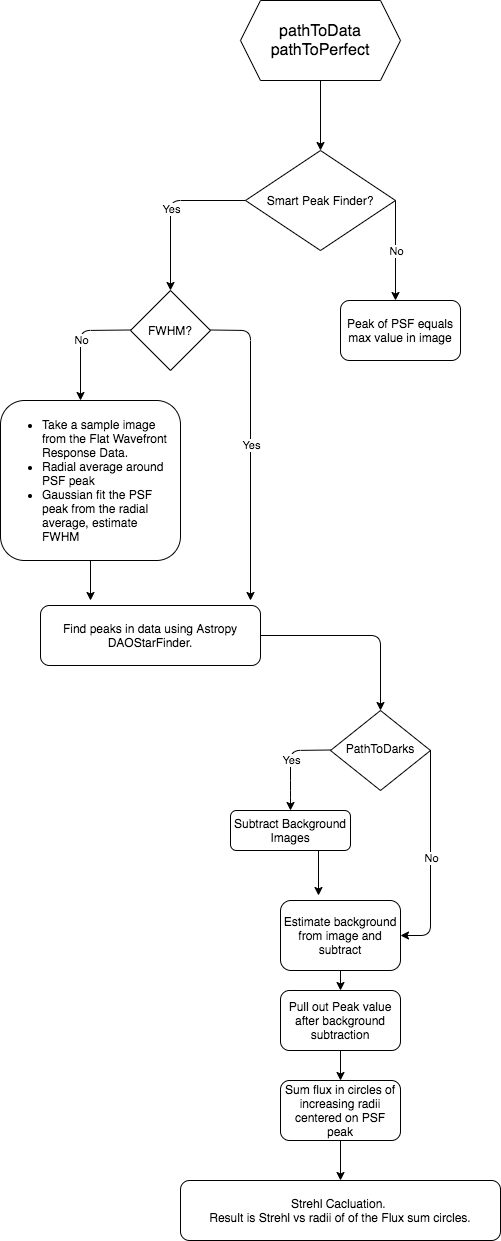 pathToData
pathToPerfect
Smart Peak Finder?
Yes
No
FWHM?
Peak of PSF equals
max value in image
No
• Take a sample image
from the Flat Wavefront
Response Data.
• Radial average around
PSF peak
• Gaussian fit the PSF
peak from the radial
average, estimate
FWHM
Yes
Find peaks in data using Astropy
DAOStarFinder.
PathToDarks
Yes
Subtract Background
Images
No
Estimate background
from image and
subtract
Pull out Peak value
after background
subtraction
Sum flux in circles of
increasing radii
centered on PSF
peak
Strehl Cacluation.
Result is Strehl vs radii of of the Flux sum circles.